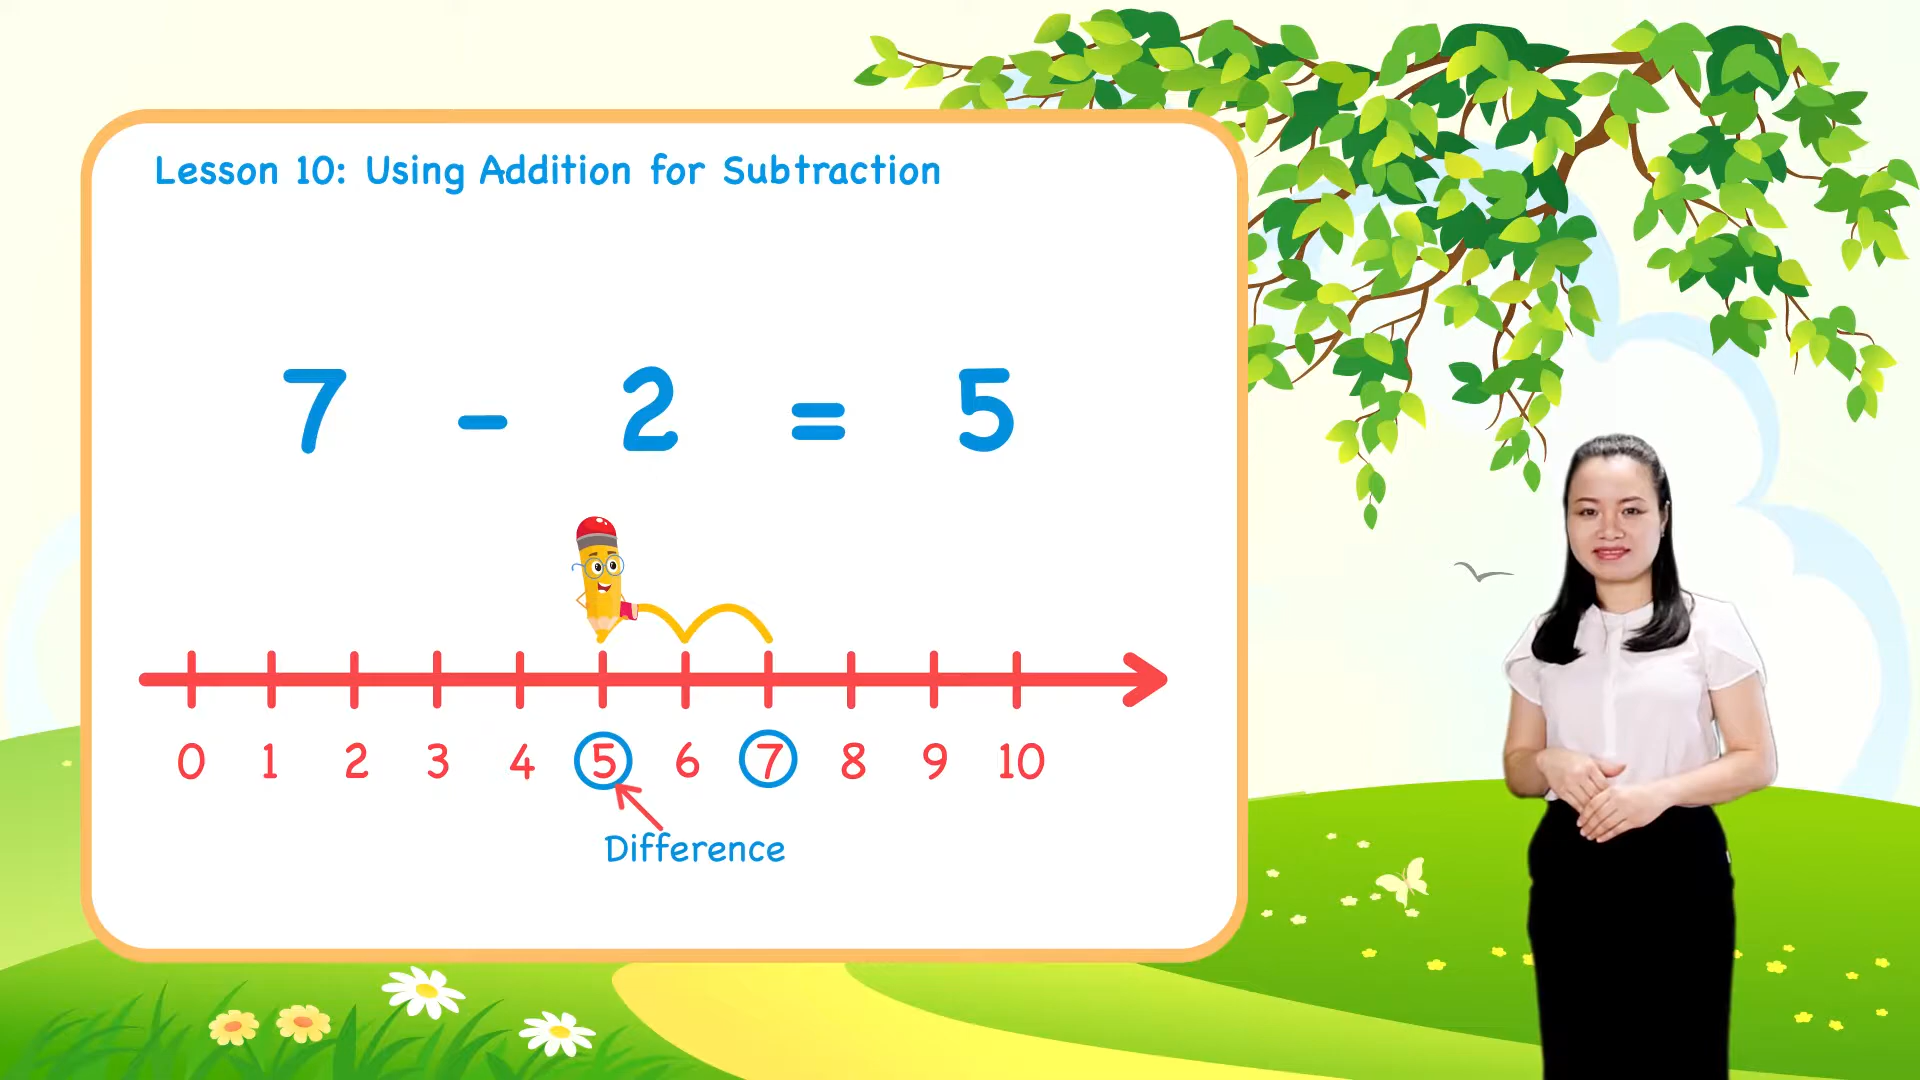 Lesson 10: Using Addition for Subtraction
7 - 2 = 5
0 1 2 3 4 5 6 7 8 9 10
Difference